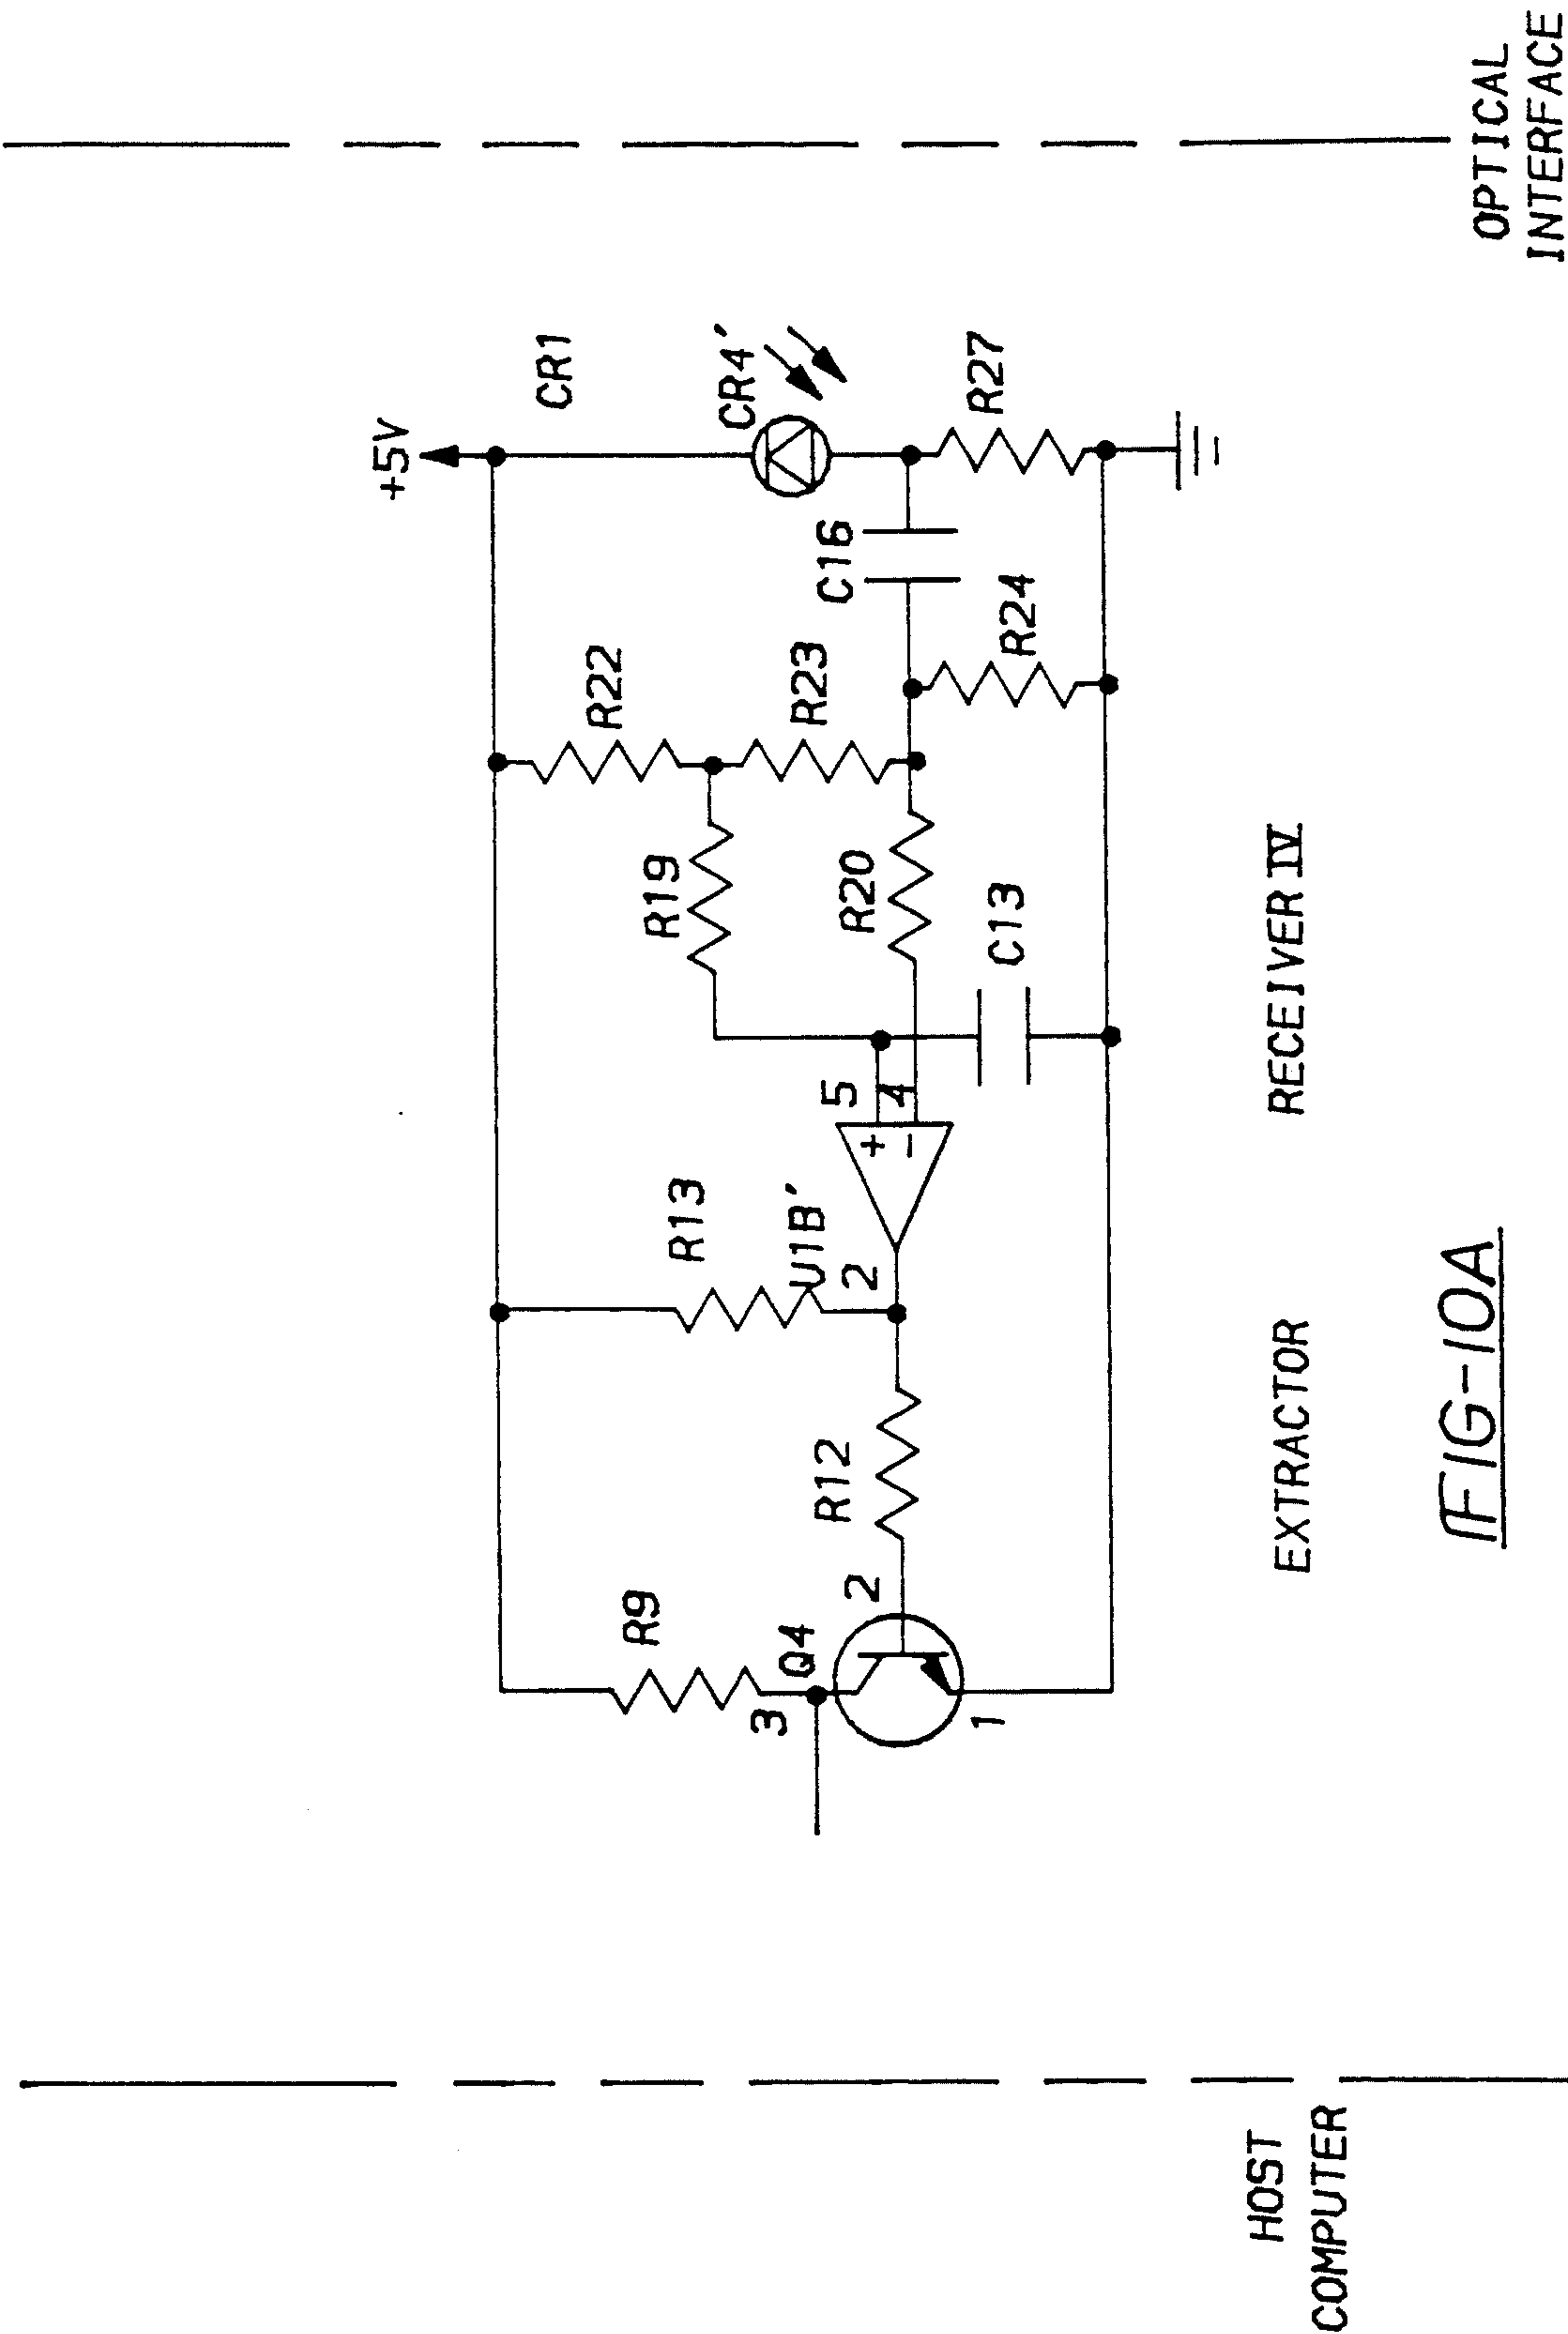 OPTICAL
INTERFACE
+5V
CR1
CR4'
R27
C16
R22
R23
R24
R19
R20
C13
5
4
+
−
R13
U1B'
2
R12
R9
2
Q4
3
1
RECEIVER IV
EXTRACTOR
HOST
COMPUTER
FIG-10A